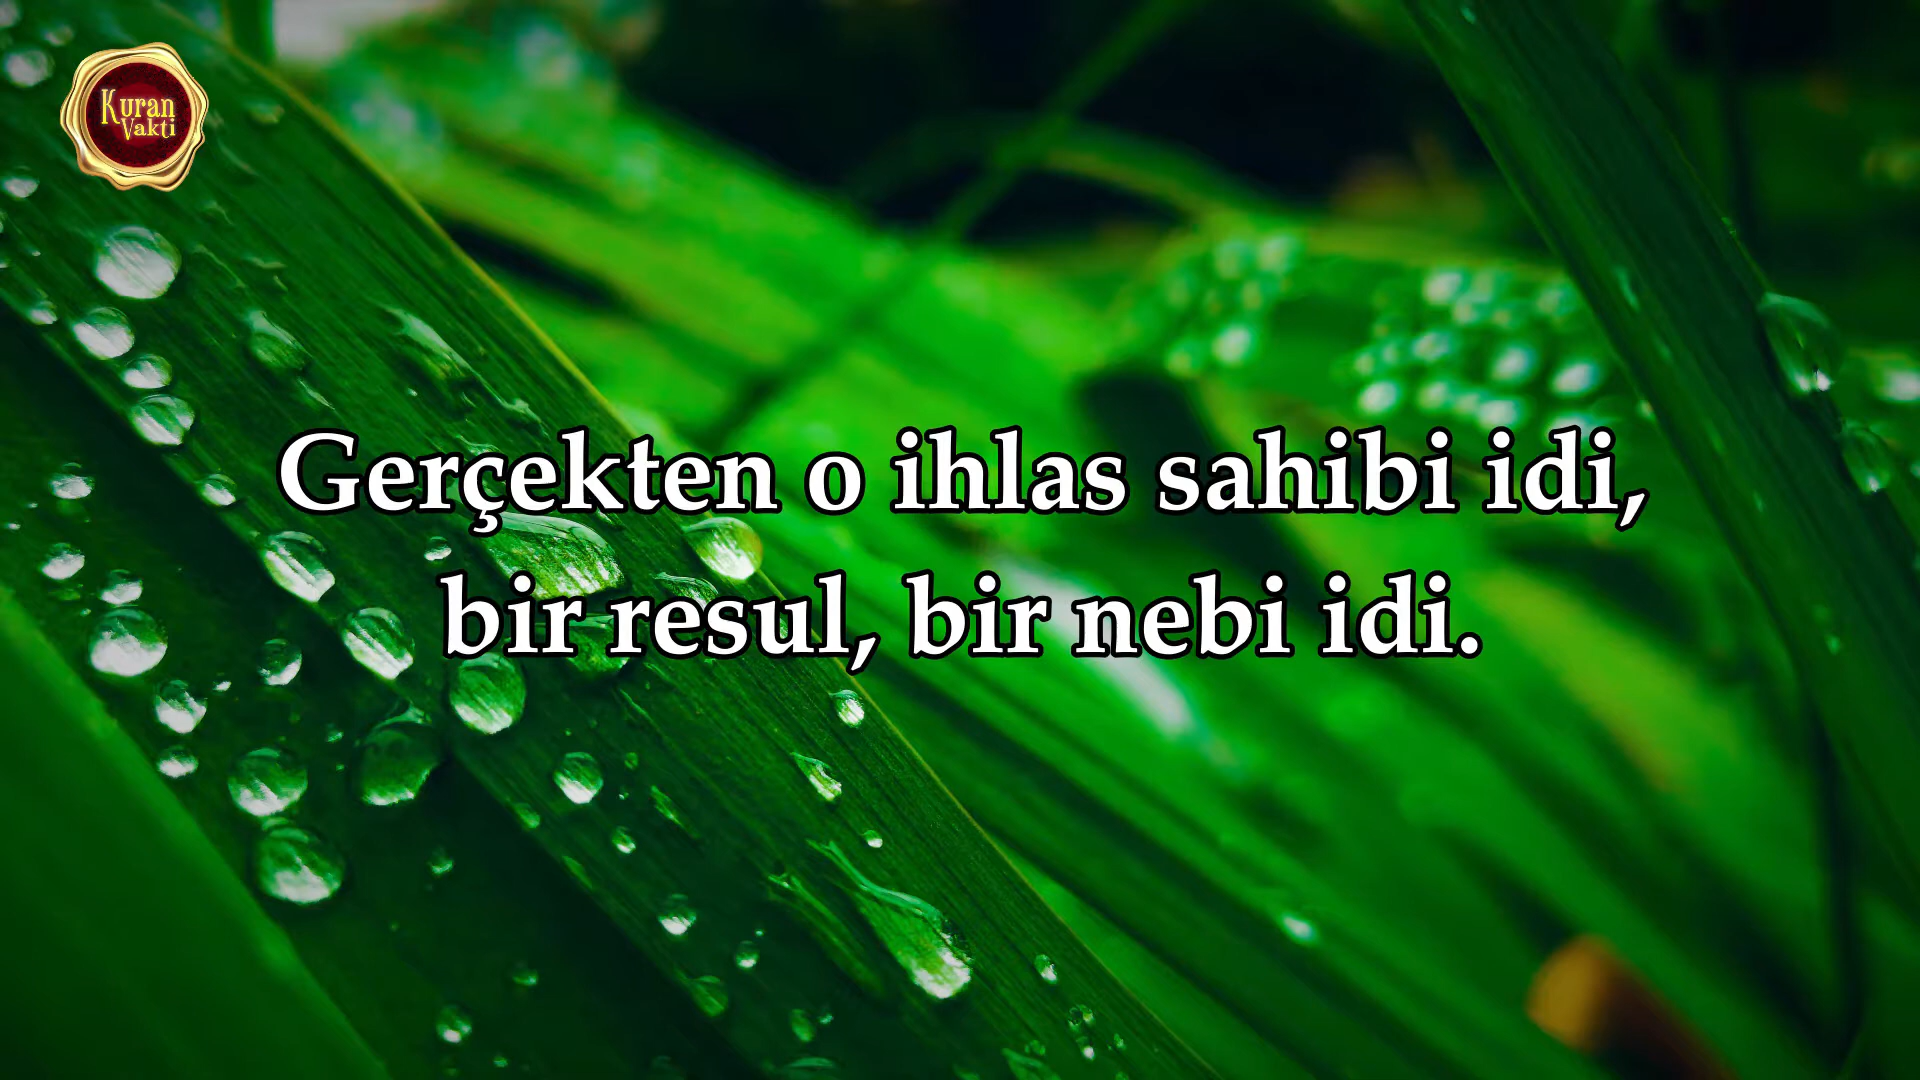 Kuran
Vakti
Gerçekten o ihlas sahibi idi,
bir resul, bir nebi idi.